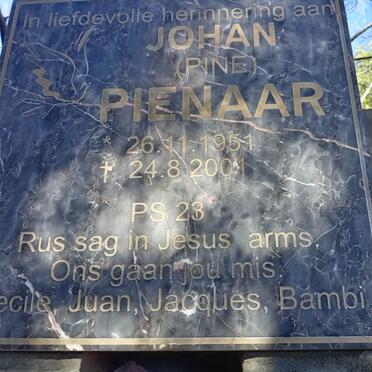 In liefdevolle herinnering aan
JOHAN
(PINE)
PIENAAR
* 26.11.1951
† 24.8.2001
PS 23
Rus sag in Jesus arms.
Ons gaan jou mis.
ecile, Juan, Jacques, Bambi